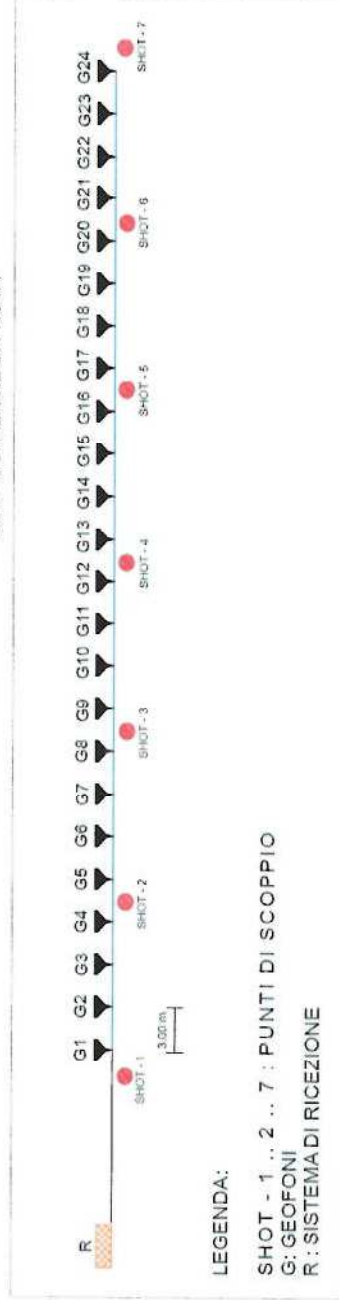 R G1 G2 G3 G4 G5 G6 G7 G8 G9 G10 G11 G12 G13 G14 G15 G16 G17 G18 G19 G20 G21 G22 G23 G24
SHOT - 1 SHOT - 2 SHOT - 3 SHOT - 4 SHOT - 5 SHOT - 6 SHOT - 7
3.00 m
LEGENDA:
SHOT - 1 .. 2 .. 7 : PUNTI DI SCOPPIO
G: GEOFONI
R : SISTEMA DI RICEZIONE